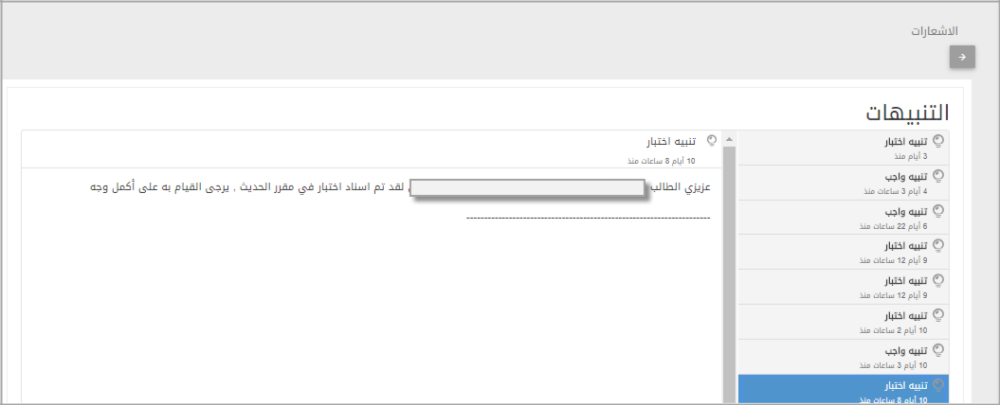 الاشعارات
التنبيهات
تنبيه اختبار
3 أيام منذ
تنبيه واجب
4 أيام 3 ساعات منذ
تنبيه واجب
6 أيام 22 ساعات منذ
تنبيه اختبار
9 أيام 12 ساعات منذ
تنبيه اختبار
9 أيام 12 ساعات منذ
تنبيه اختبار
10 أيام 2 ساعات منذ
تنبيه واجب
10 أيام 3 ساعات منذ
تنبيه اختبار
10 أيام 8 ساعات منذ
تنبيه اختبار
10 أيام 8 ساعات منذ
عزيزي الطالب لقد تم اسناد اختبار في مقرر الحديث , يرجى القيام به على أكمل وجه
---------------------------------------------------------------------